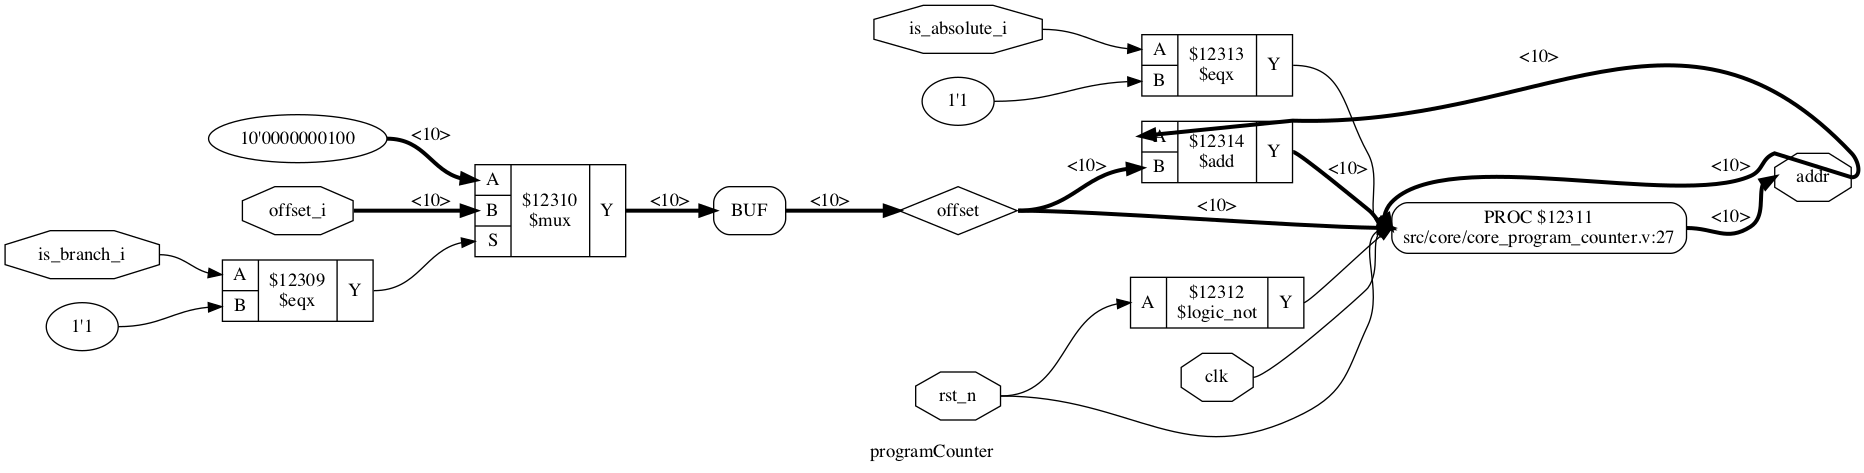 is_absolute_i
1'1
A
B
$12313
$eqx
Y
<10>
10'0000000100
<10>
offset_i
<10>
is_branch_i
1'1
A
B
$12309
$eqx
Y
A
B
S
$12310
$mux
Y
<10>
BUF
<10>
offset
<10>
<10>
A
B
$12314
$add
Y
<10>
A
$12312
$logic_not
Y
clk
rst_n
PROC $12311
src/core/core_program_counter.v:27
<10>
<10>
addr
programCounter